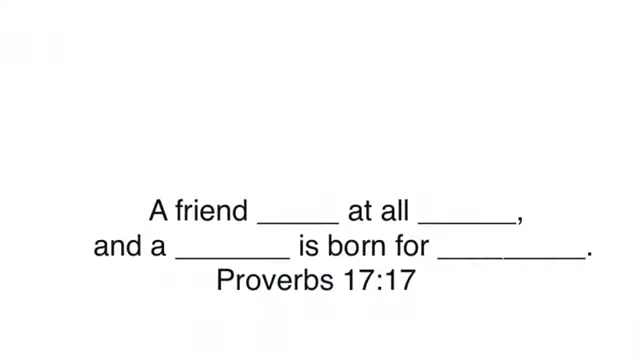 A friend _____ at all ______,
and a _______ is born for _________.
Proverbs 17:17